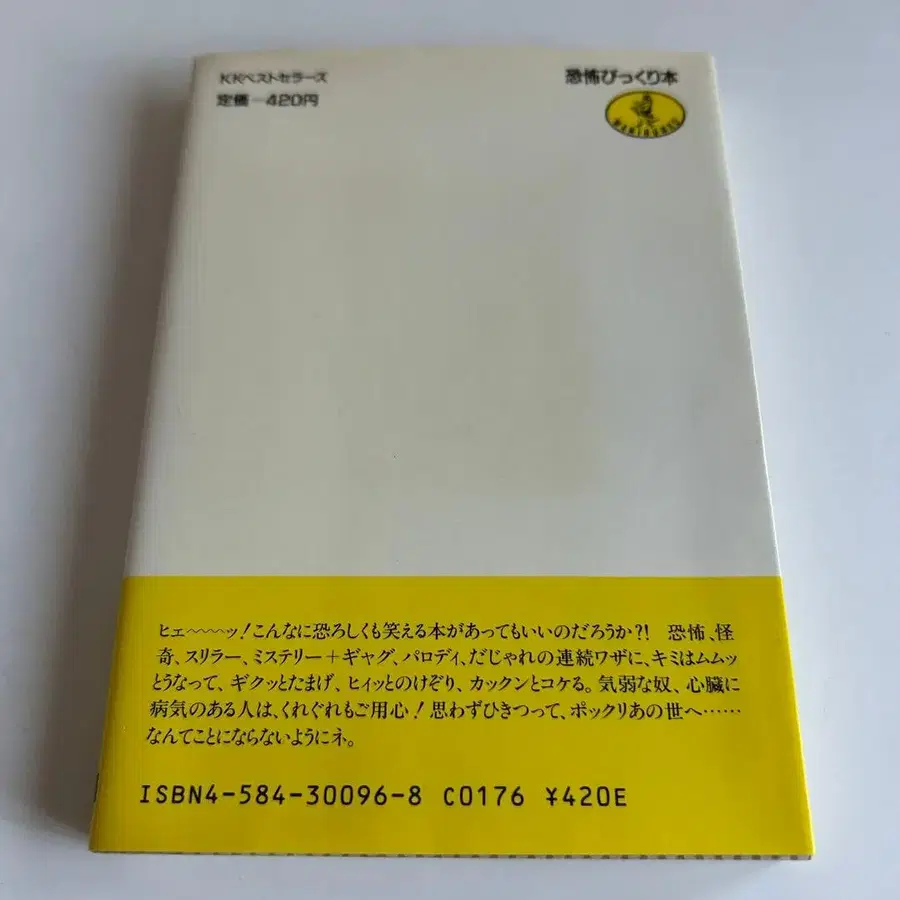 KKベストセラーズ
定価=420円
恐怖びっくり本
WANIBOOKS
ヒェ〜〜〜ッ!こんなに恐ろしくも笑える本があってもいいのだろうか?! 恐怖、怪
奇、スリラー、ミステリー+ギャグ、パロディ、だじゃれの連続ワザに、キミはムムッ
とうなって、ギクッとたまげ、ヒィッとのけぞり、カックンとコケる。気弱な奴、心臓に
病気のある人は、くれぐれもご用心!思わずひきつって、ポックリあの世へ……
なんてことにならないようにネ。
ISBN4-584-30096-8 C0176 ¥420E